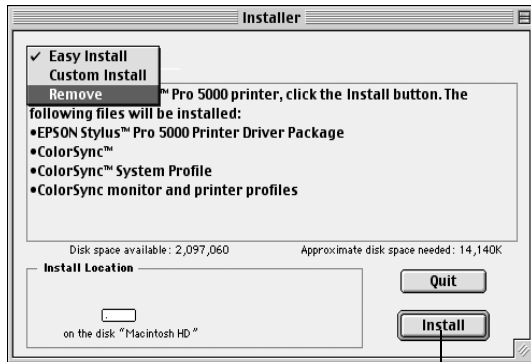 Installer
✓ Easy Install
Custom Install
Remove
™ Pro 5000 printer, click the Install button. The
following files will be installed:
•EPSON Stylus™ Pro 5000 Printer Driver Package
•ColorSync™
•ColorSync™ System Profile
•ColorSync monitor and printer profiles
Disk space available: 2,097,060
Approximate disk space needed: 14,140K
Install Location
on the disk "Macintosh HD"
Quit
Install